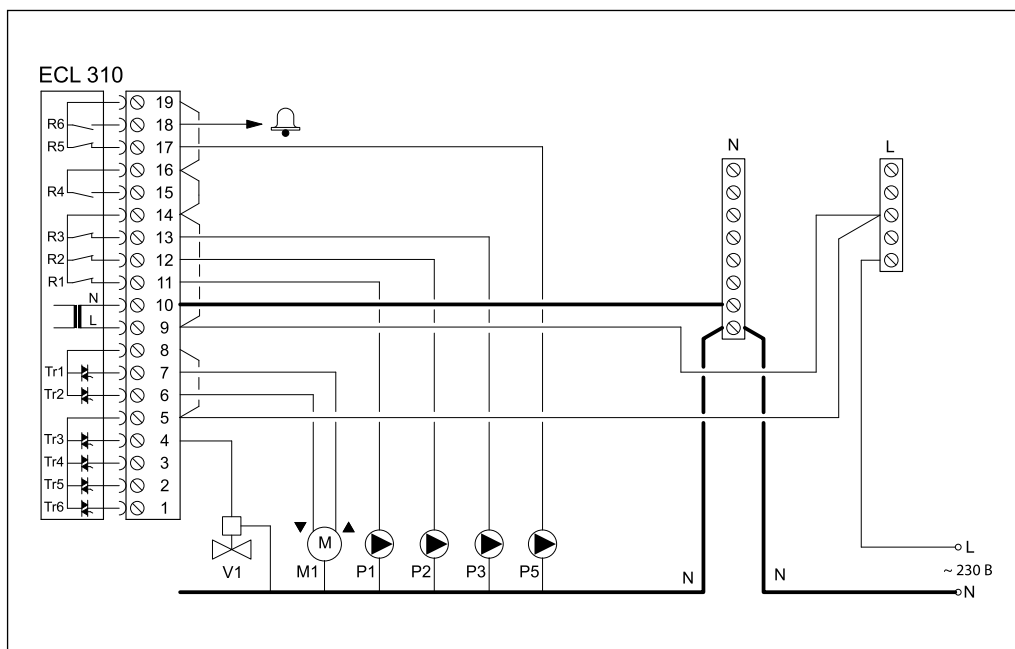 ECL 310
19
R6 18
R5 17
16
R4 15
14
R3 13
R2 12
R1 11
N 10
L 9
8
Tr1 7
Tr2 6
5
Tr3 4
Tr4 3
Tr5 2
Tr6 1
N
L
M
V1
M1
P1
P2
P3
P5
N
N
L
~ 230 В
N